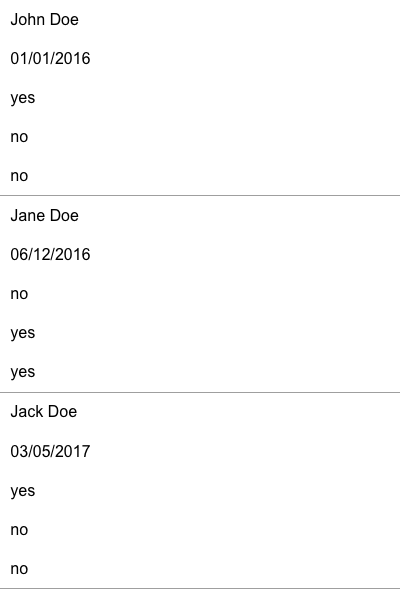 John Doe
01/01/2016
yes
no
no
Jane Doe
06/12/2016
no
yes
yes
Jack Doe
03/05/2017
yes
no
no